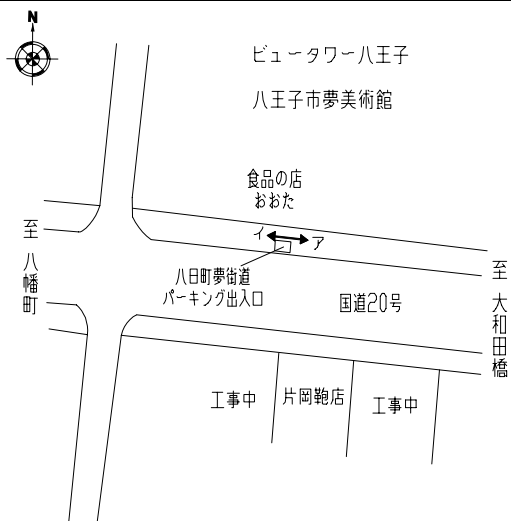 N
ビュータワー八王子
八王子市夢美術館
食品の店
おおた
イ
ア
至 八幡町
至 大和田橋
八日町夢街道
パーキング出入口
国道20号
工事中
片岡鞄店
工事中